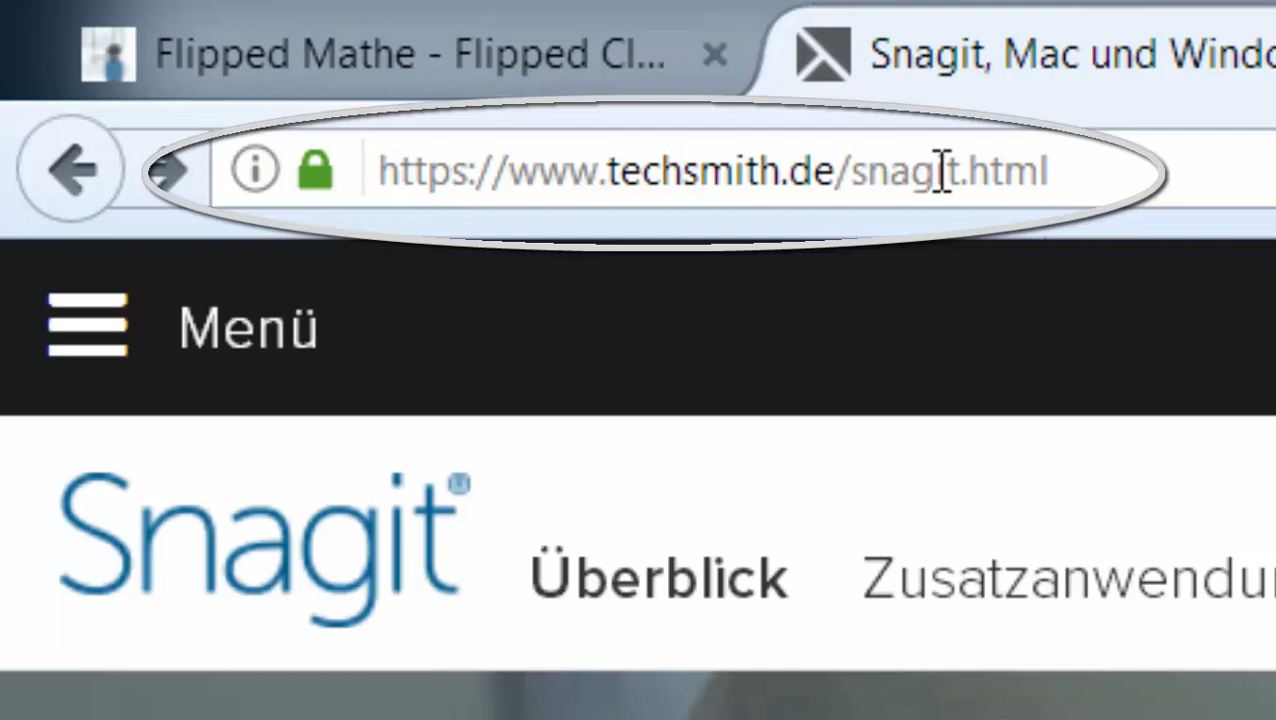 Flipped Mathe - Flipped Cl...
Snagit, Mac und Windo
https://www.techsmith.de/snagit.html
Menü
Snagit®
Überblick Zusatzanwendu